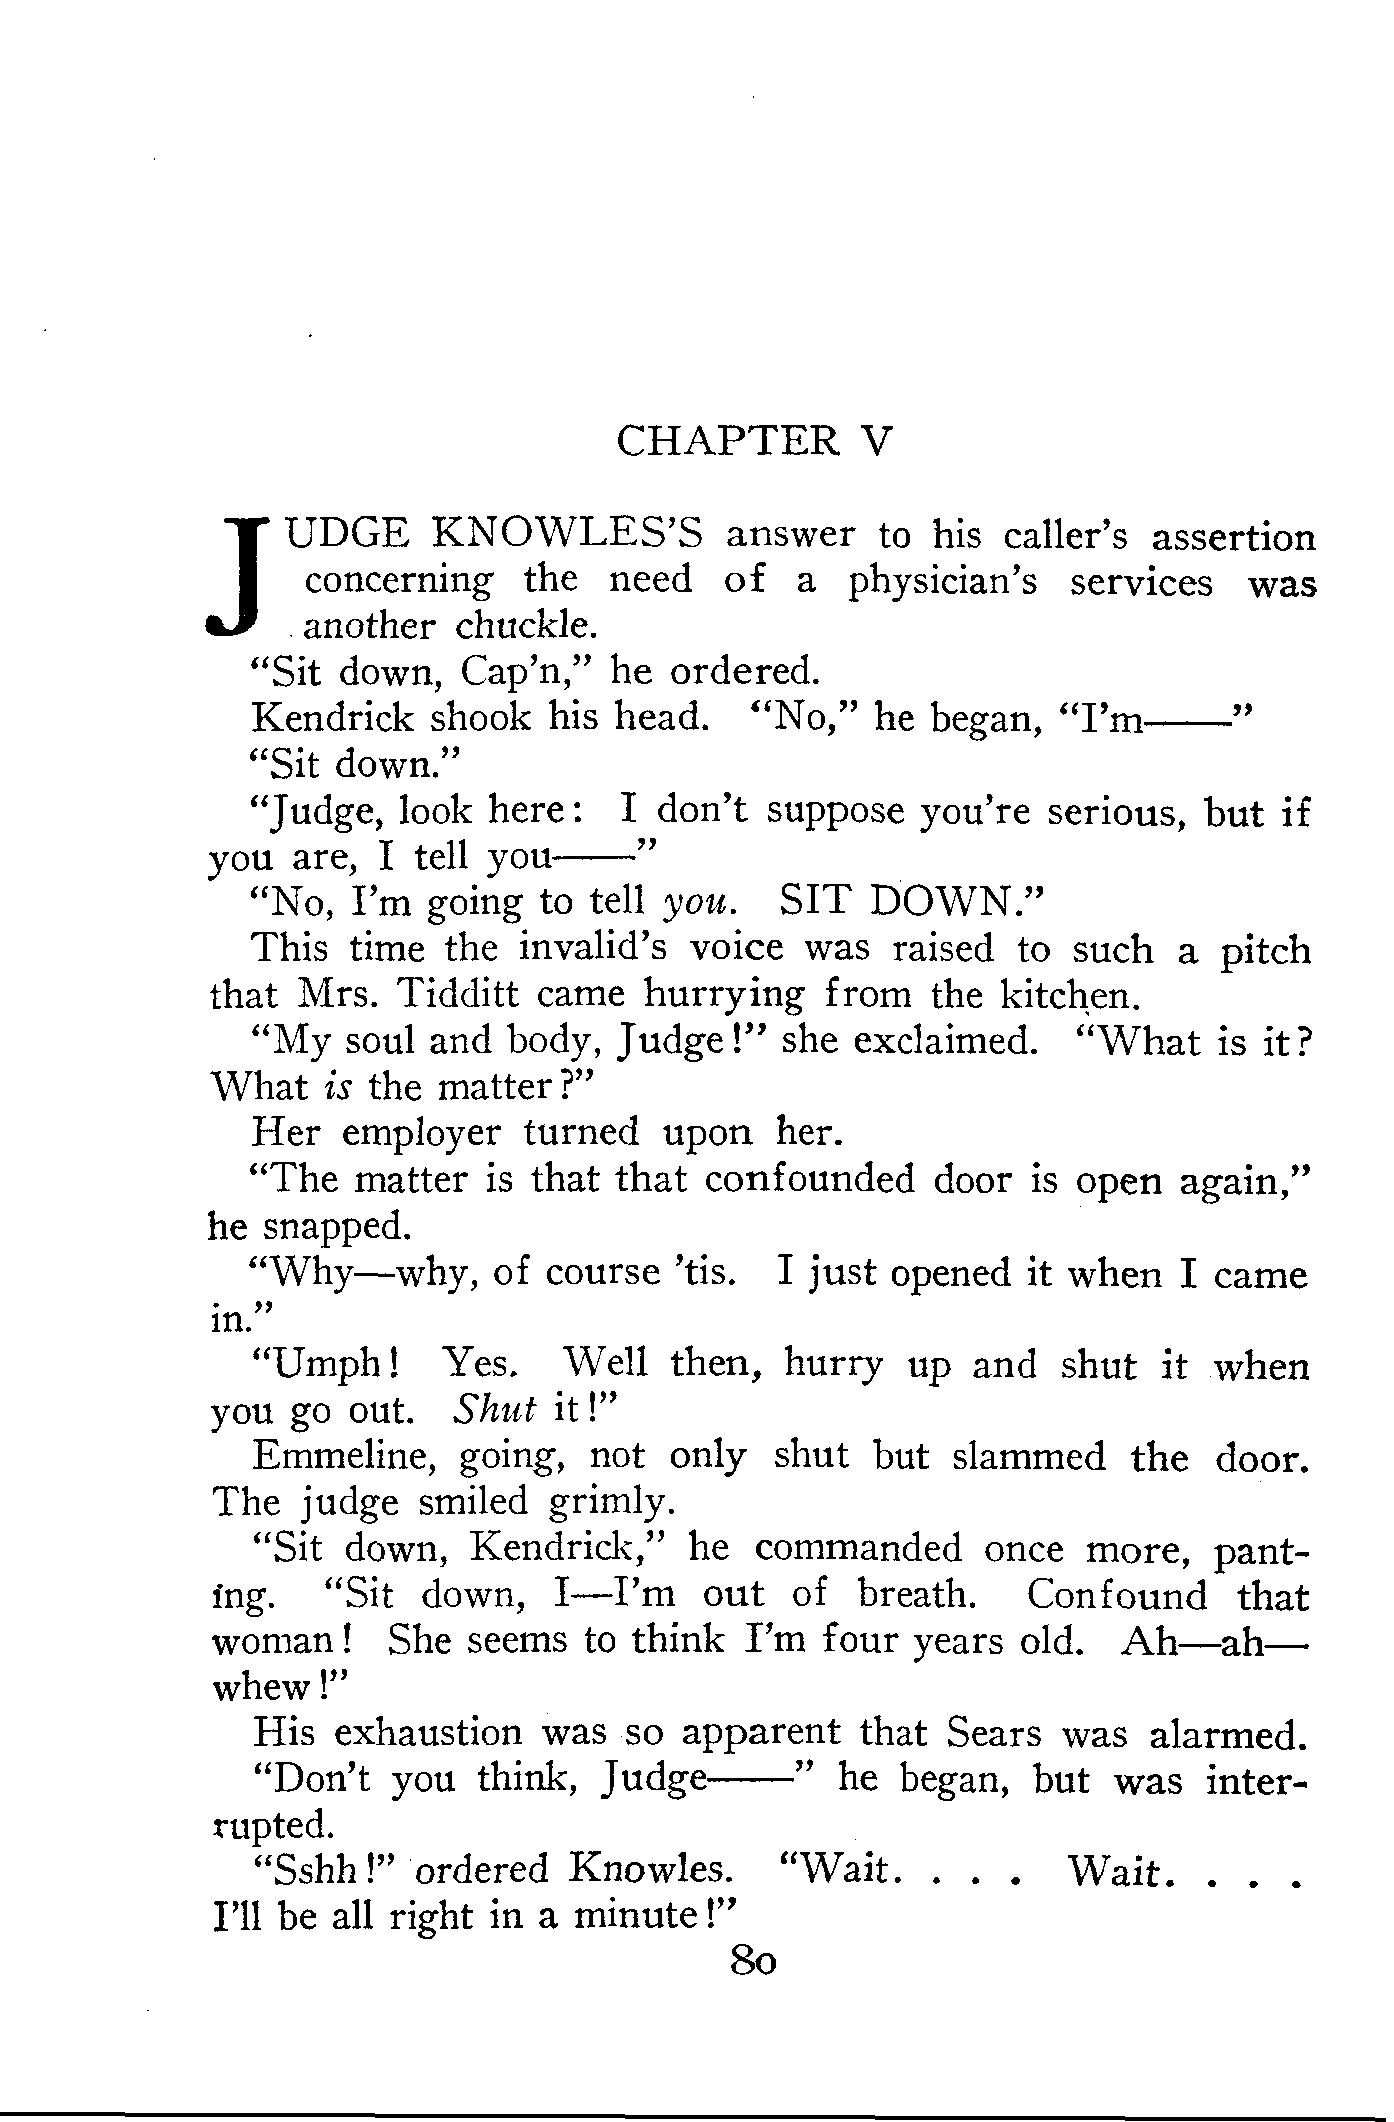 CHAPTER V
JUDGE KNOWLES'S answer to his caller's assertion
concerning the need of a physician's services was
another chuckle.
“Sit down, Cap'n,” he ordered.
Kendrick shook his head. “No,” he began, “I'm——”
“Sit down.”
“Judge, look here: I don't suppose you're serious, but if
you are, I tell you——”
“No, I'm going to tell you. SIT DOWN.”
This time the invalid's voice was raised to such a pitch
that Mrs. Tidditt came hurrying from the kitchen.
“My soul and body, Judge!” she exclaimed. “What is it?
What is the matter?”
Her employer turned upon her.
“The matter is that that confounded door is open again,”
he snapped.
“Why—why, of course 'tis. I just opened it when I came
in.”
“Umph! Yes. Well then, hurry up and shut it when
you go out. Shut it!”
Emmeline, going, not only shut but slammed the door.
The judge smiled grimly.
“Sit down, Kendrick,” he commanded once more, pant-
ing. “Sit down, I—I'm out of breath. Confound that
woman! She seems to think I'm four years old. Ah—ah—
whew!”
His exhaustion was so apparent that Sears was alarmed.
“Don't you think, Judge——” he began, but was inter-
rupted.
“Sshh!” ordered Knowles. “Wait. . . . Wait. . . .
I'll be all right in a minute!”
80